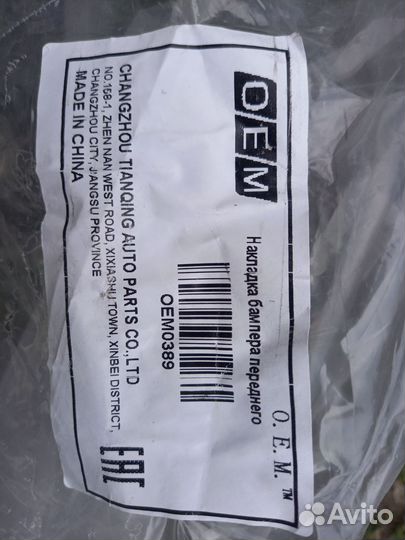 O/E/M
O. E. M.™
Накладка бампера переднего
OEM0389
CHANGZHOU TIANQING AUTO PARTS CO.,LTD
NO.168-1, ZHEN NAN WEST ROAD, XIXIASHU TOWN, XINBEI DISTRICT,
CHANGZHOU CITY, JIANGSU PROVINCE
MADE IN CHINA
EAC
Avito